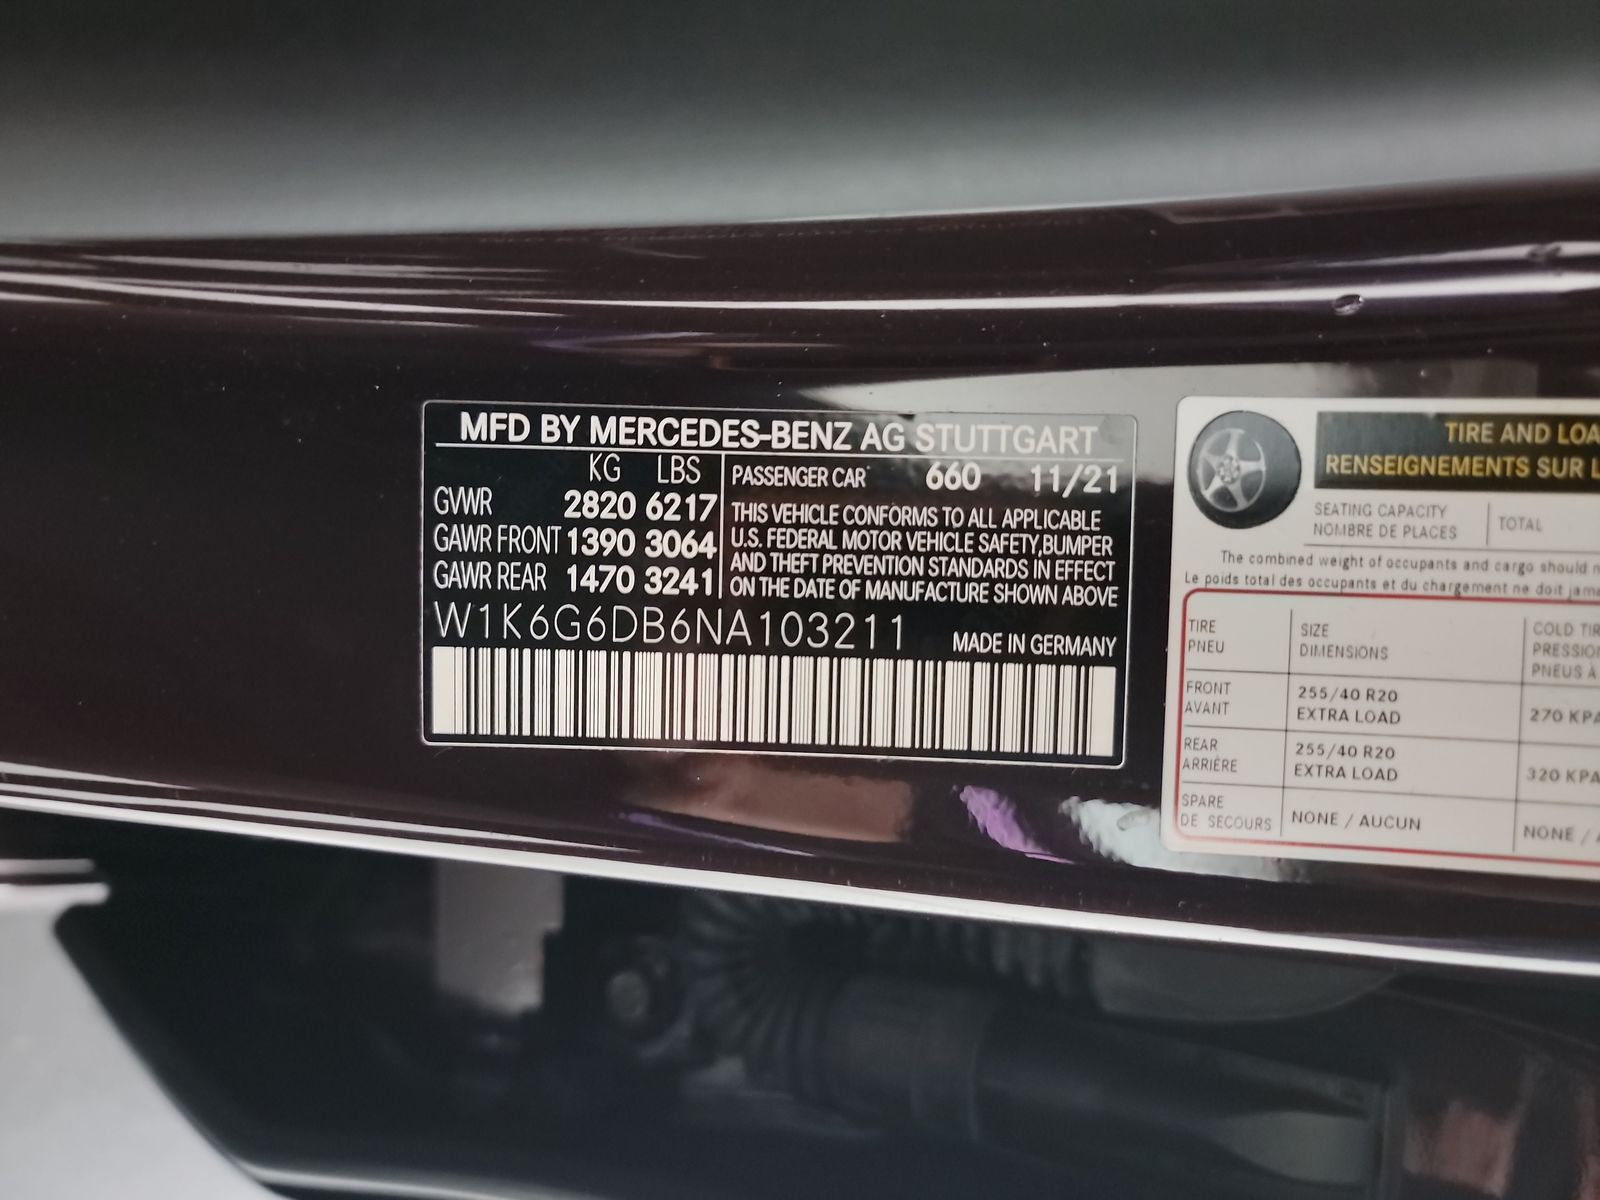 MFD BY MERCEDES-BENZ AG STUTTGART
KG LBS
GVWR 2820 6217
GAWR FRONT 1390 3064
GAWR REAR 1470 3241
PASSENGER CAR 660 11/21
THIS VEHICLE CONFORMS TO ALL APPLICABLE
U.S. FEDERAL MOTOR VEHICLE SAFETY,BUMPER
AND THEFT PREVENTION STANDARDS IN EFFECT
ON THE DATE OF MANUFACTURE SHOWN ABOVE
W1K6G6DB6NA103211
MADE IN GERMANY
TIRE AND LOA
RENSEIGNEMENTS SUR L
SEATING CAPACITY
NOMBRE DE PLACES
TOTAL
The combined weight of occupants and cargo should n
Le poids total des occupants et du chargement ne doit jama
TIRE
PNEU
SIZE
DIMENSIONS
COLD TIR
PRESSION
PNEUS À
FRONT
AVANT
255/40 R20
EXTRA LOAD
270 KPA
REAR
ARRIÈRE
255/40 R20
EXTRA LOAD
320 KPA
SPARE
DE SECOURS
NONE / AUCUN
NONE /